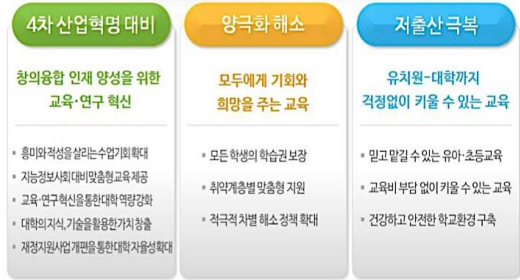 4차 산업혁명 대비
창의융합 인재 양성을 위한
교육·연구 혁신
흥미와 적성을 살리는 수업기회 확대
지능정보사회 대비 맞춤형 교육 제공
교육·연구 혁신을 통한 대학 역량강화
대학의 지식, 기술을 활용한 가치 창출
재정지원사업 개편을 통한 대학 자율성 확대
양극화 해소
모두에게 기회와
희망을 주는 교육
모든 학생의 학습권 보장
취약계층별 맞춤형 지원
적극적 차별 해소 정책 확대
저출산 극복
유치원-대학까지
걱정없이 키울 수 있는 교육
믿고 맡길 수 있는 유아·초등교육
교육비 부담 없이 키울 수 있는 교육
건강하고 안전한 학교환경 구축